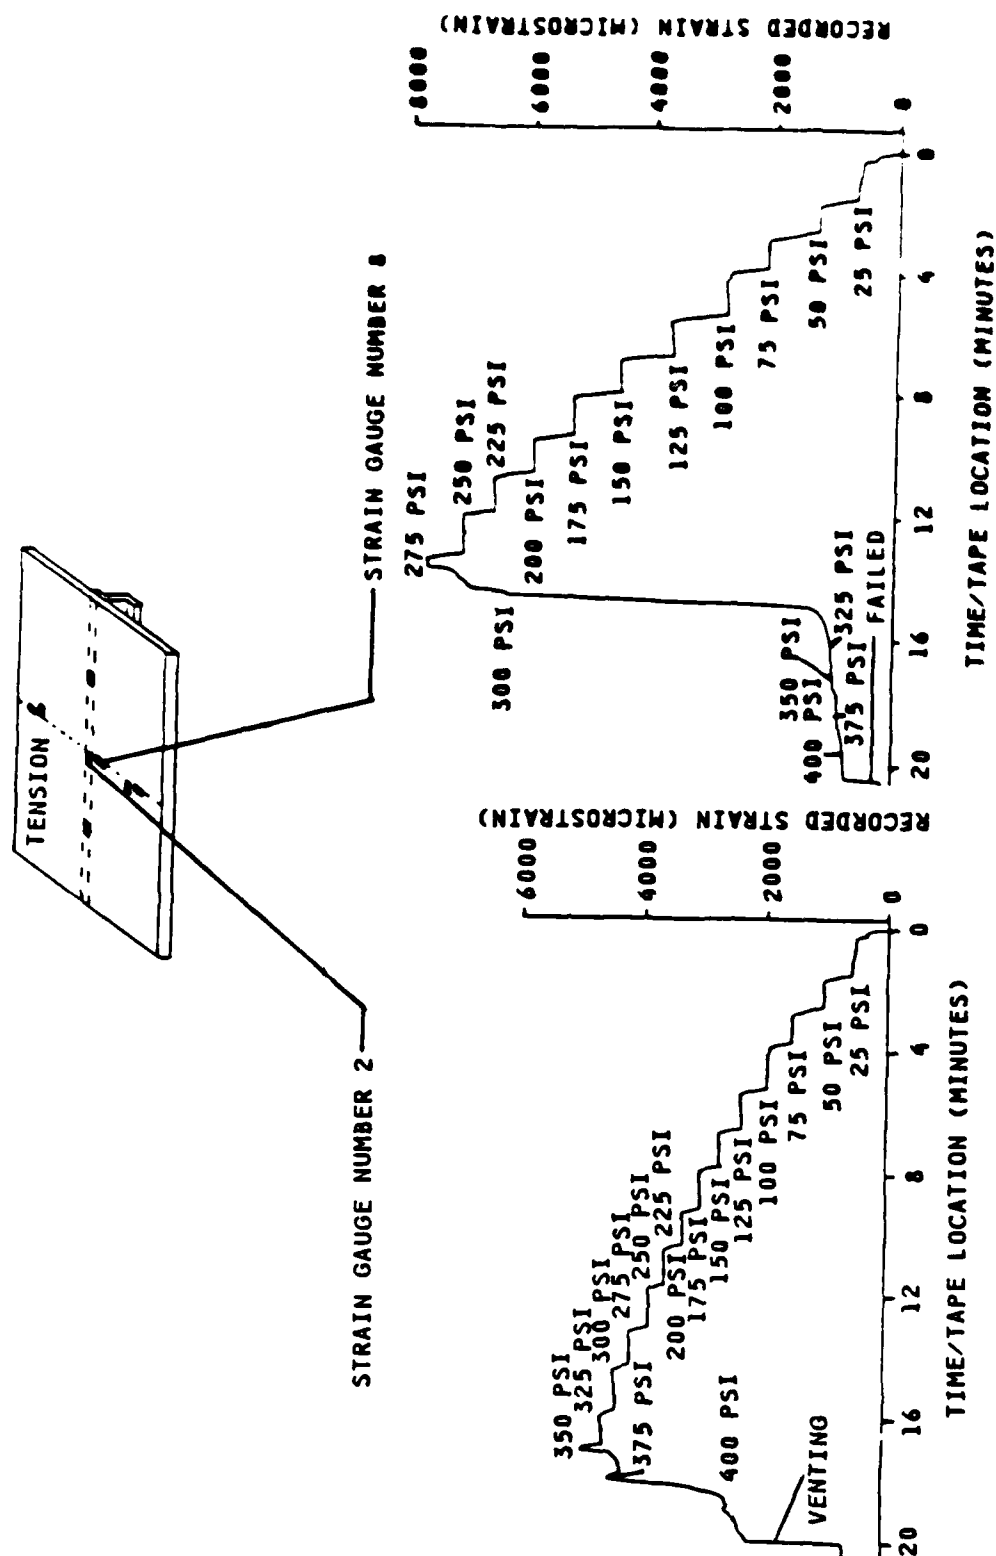 TENSION
STRAIN GAUGE NUMBER 2
STRAIN GAUGE NUMBER 8
RECORDED STRAIN (MICROSTRAIN)
6000
4000
2000
0
350 PSI
325 PSI
300 PSI
275 PSI
250 PSI
225 PSI
375 PSI
200 PSI
175 PSI
150 PSI
125 PSI
100 PSI
75 PSI
50 PSI
25 PSI
400 PSI
VENTING
20
16
12
8
4
0
TIME/TAPE LOCATION (MINUTES)
RECORDED STRAIN (MICROSTRAIN)
8000
6000
4000
2000
0
275 PSI
250 PSI
225 PSI
300 PSI
200 PSI
175 PSI
150 PSI
125 PSI
100 PSI
75 PSI
50 PSI
25 PSI
350 PSI
400 PSI
325 PSI
375 PSI
FAILED
20
16
12
8
4
0
TIME/TAPE LOCATION (MINUTES)